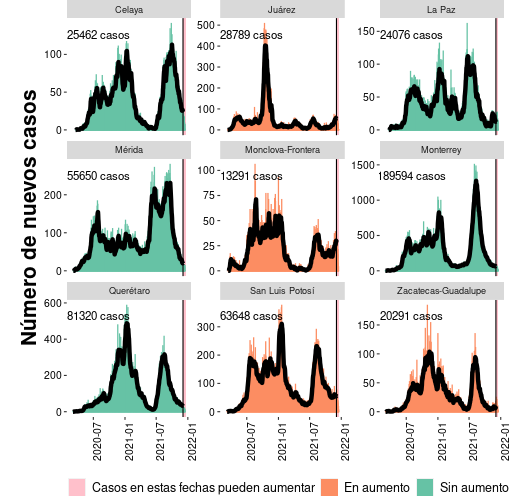 Número de nuevos casos
Celaya
25462 casos
100
50
0
Juárez
28789 casos
500
400
300
200
100
0
La Paz
24076 casos
150
100
50
0
Mérida
55650 casos
200
100
0
Monclova-Frontera
13291 casos
100
75
50
25
0
Monterrey
189594 casos
1500
1000
500
0
Querétaro
81320 casos
600
400
200
0
San Luis Potosí
63648 casos
300
200
100
0
Zacatecas-Guadalupe
20291 casos
150
100
50
0
2020-07
2021-01
2021-07
2022-01
2020-07
2021-01
2021-07
2022-01
2020-07
2021-01
2021-07
2022-01
Casos en estas fechas pueden aumentar
En aumento
Sin aumento